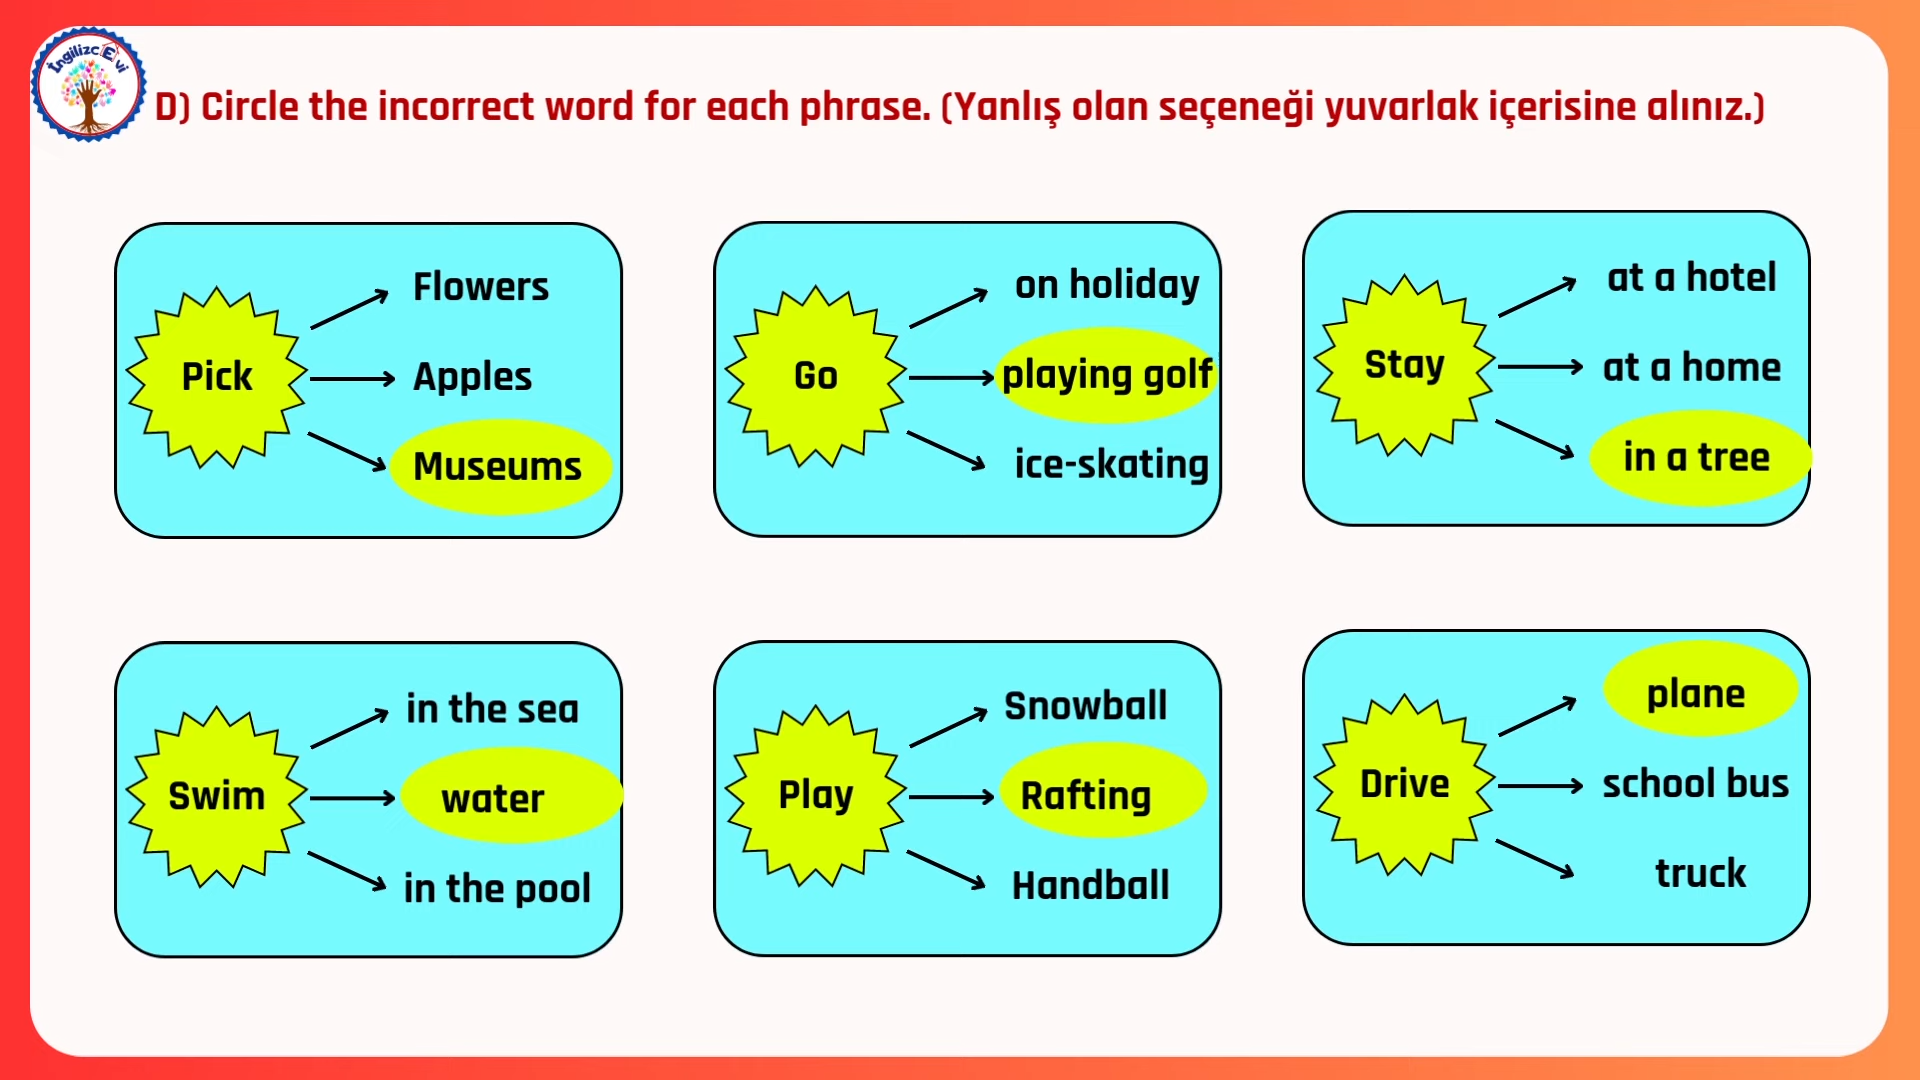 İngilizcEvi
D) Circle the incorrect word for each phrase. (Yanlış olan seçeneği yuvarlak içerisine alınız.)
Pick
Flowers
Apples
Museums
Go
on holiday
playing golf
ice-skating
Stay
at a hotel
at a home
in a tree
Swim
in the sea
water
in the pool
Play
Snowball
Rafting
Handball
Drive
plane
school bus
truck